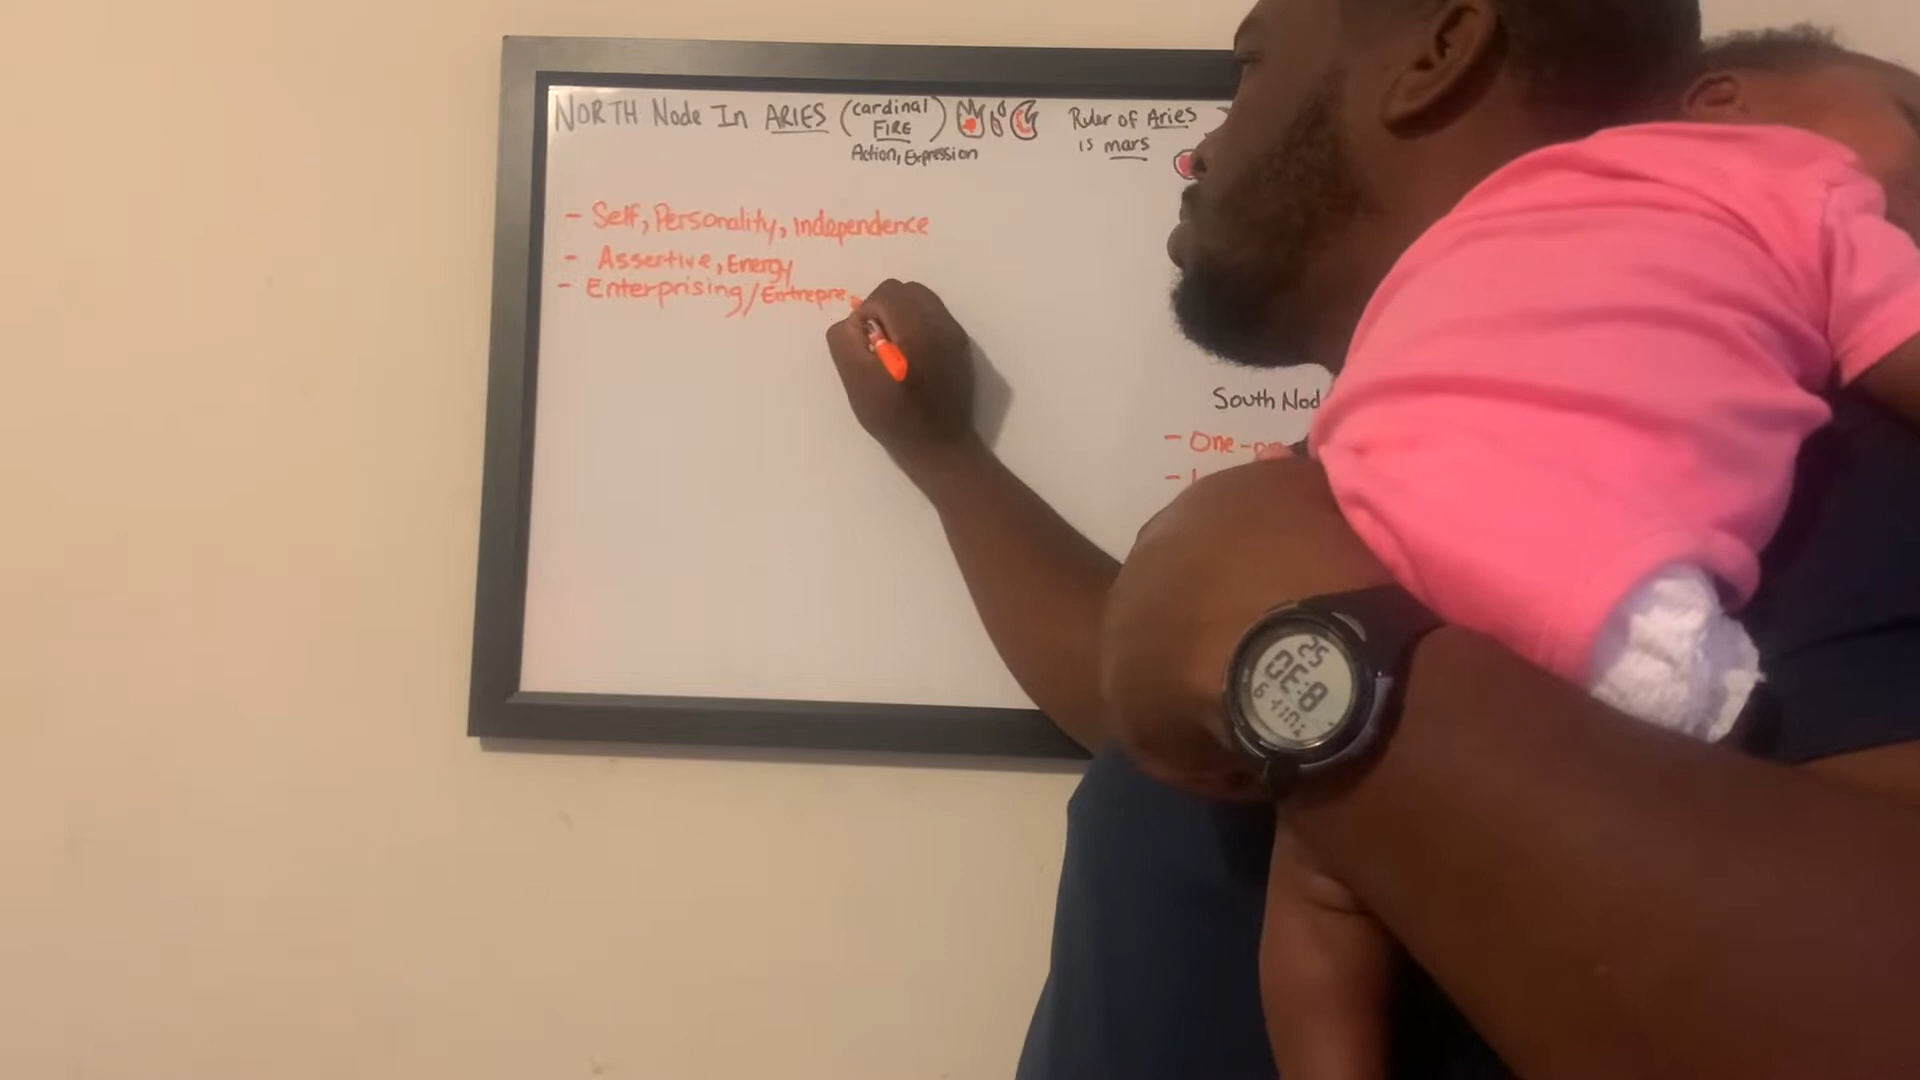 NORTH Node In ARIES (cardinal FIRE)
Action, Expression
Ruler of Aries
is mars
- Self, Personality, Independence
- Assertive, Energy
- Enterprising/Entrepre
South Nod
- One-